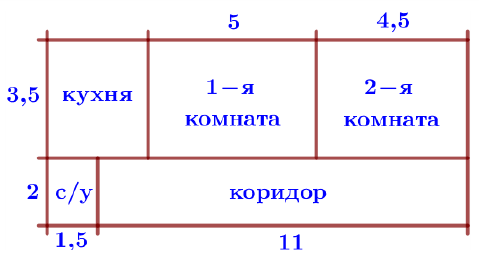 5 4,5
3,5 кухня 1−я 2−я
комната комната
2 с/у коридор
1,5 11